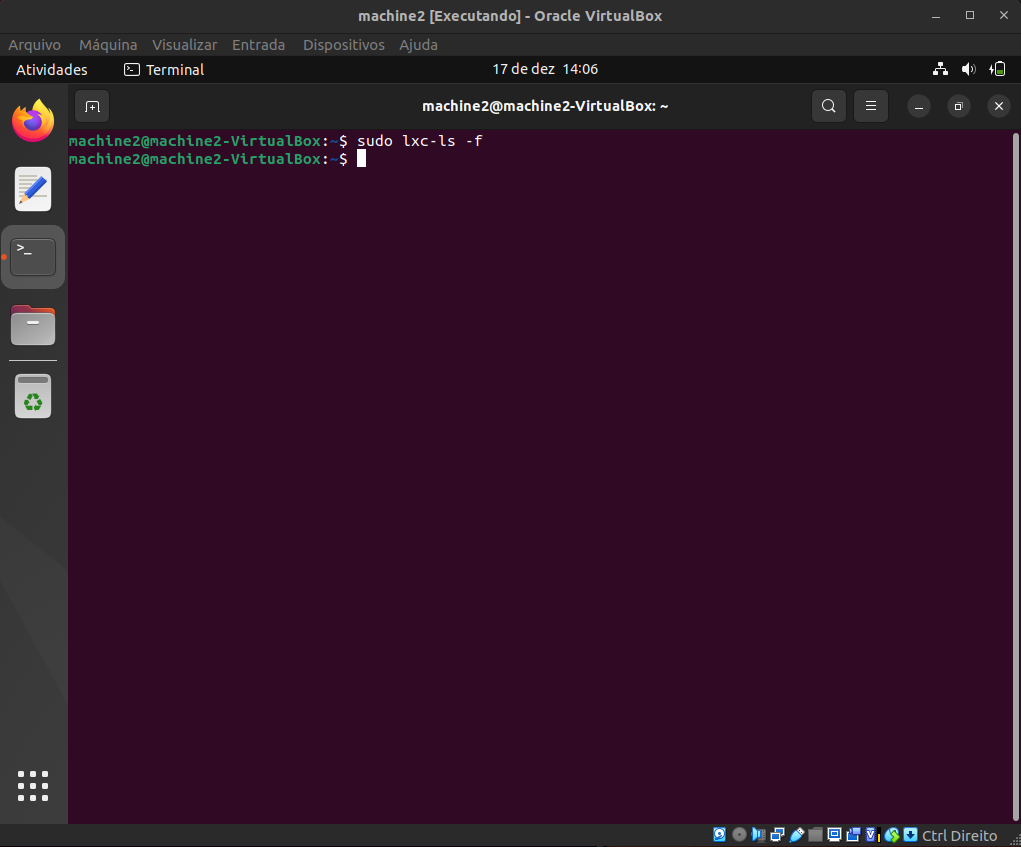 machine2 [Executando] - Oracle VirtualBox
Arquivo Máquina Visualizar Entrada Dispositivos Ajuda
Atividades Terminal 17 de dez 14:06
machine2@machine2-VirtualBox: ~
machine2@machine2-VirtualBox:~$ sudo lxc-ls -f
machine2@machine2-VirtualBox:~$
Ctrl Direito